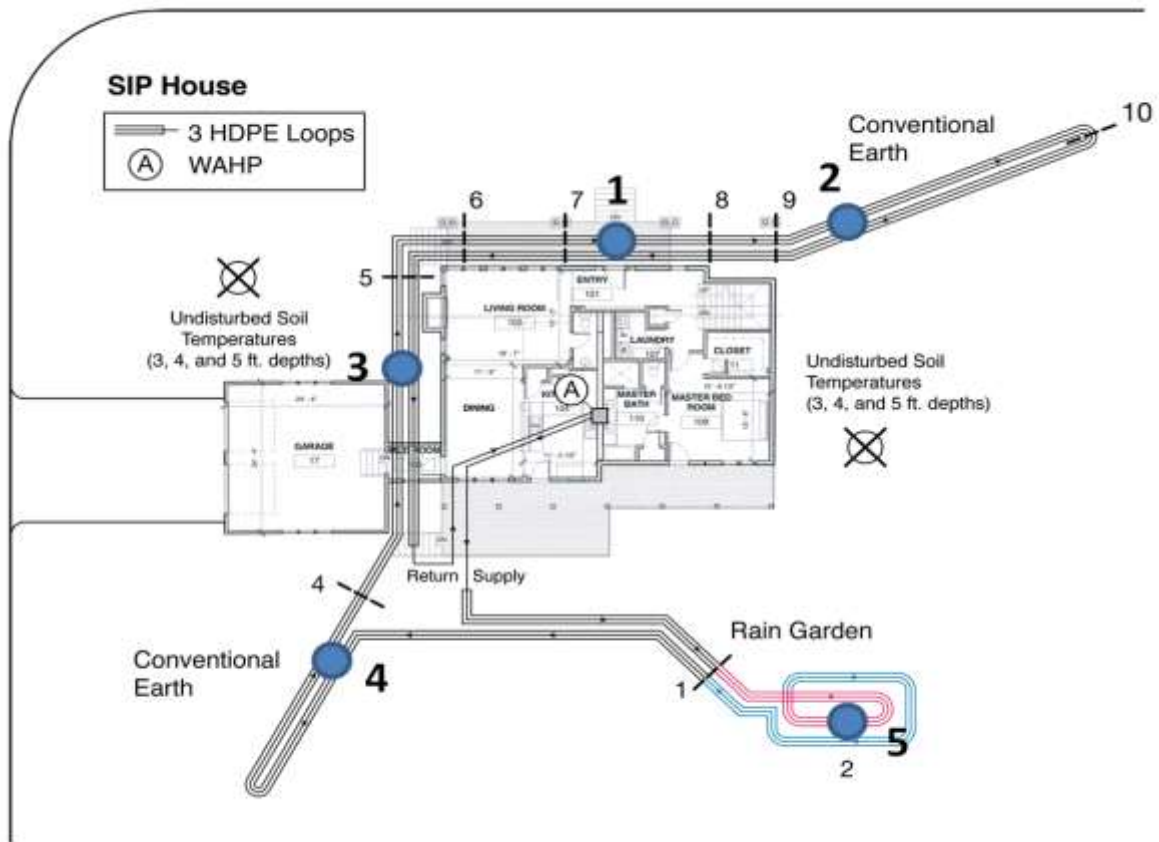 SIP House
3 HDPE Loops
A WAHP
Conventional
Earth
10
2
1
6
7
8
9
5
Undisturbed Soil
Temperatures
(3, 4, and 5 ft. depths)
3
ENTRY
101
LIVING ROOM
LAUNDRY
CLOSET
Undisturbed Soil
Temperatures
(3, 4, and 5 ft. depths)
A
DINING
MASTER
BATH
MASTER BED
ROOM
GARAGE
Return
Supply
4
Conventional
Earth
4
Rain Garden
1
5
2